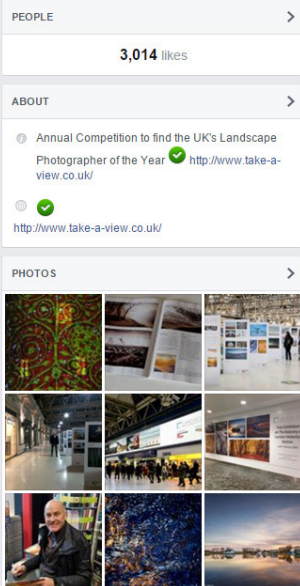 PEOPLE
3,014 likes
ABOUT
Annual Competition to find the UK's Landscape
Photographer of the Year http://www.take-a-
view.co.uk/
http://www.take-a-view.co.uk/
PHOTOS